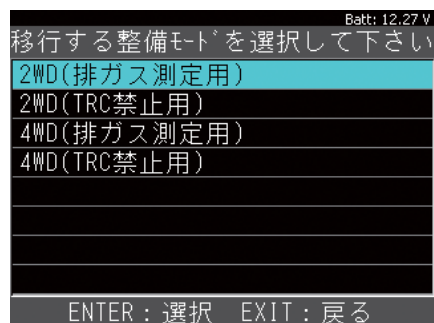 Batt: 12.27 V
移行する整備ﾓｰﾄﾞを選択して下さい
2WD(排ガス測定用)
2WD(TRC禁止用)
4WD(排ガス測定用)
4WD(TRC禁止用)
ENTER：選択 EXIT：戻る